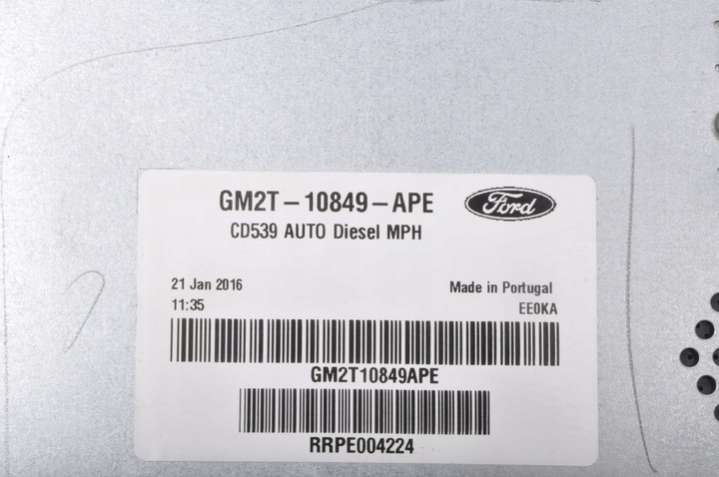 GM2T-10849-APE Ford
CD539 AUTO Diesel MPH
21 Jan 2016 Made in Portugal
11:35 EE0KA
GM2T10849APE
RRPE004224